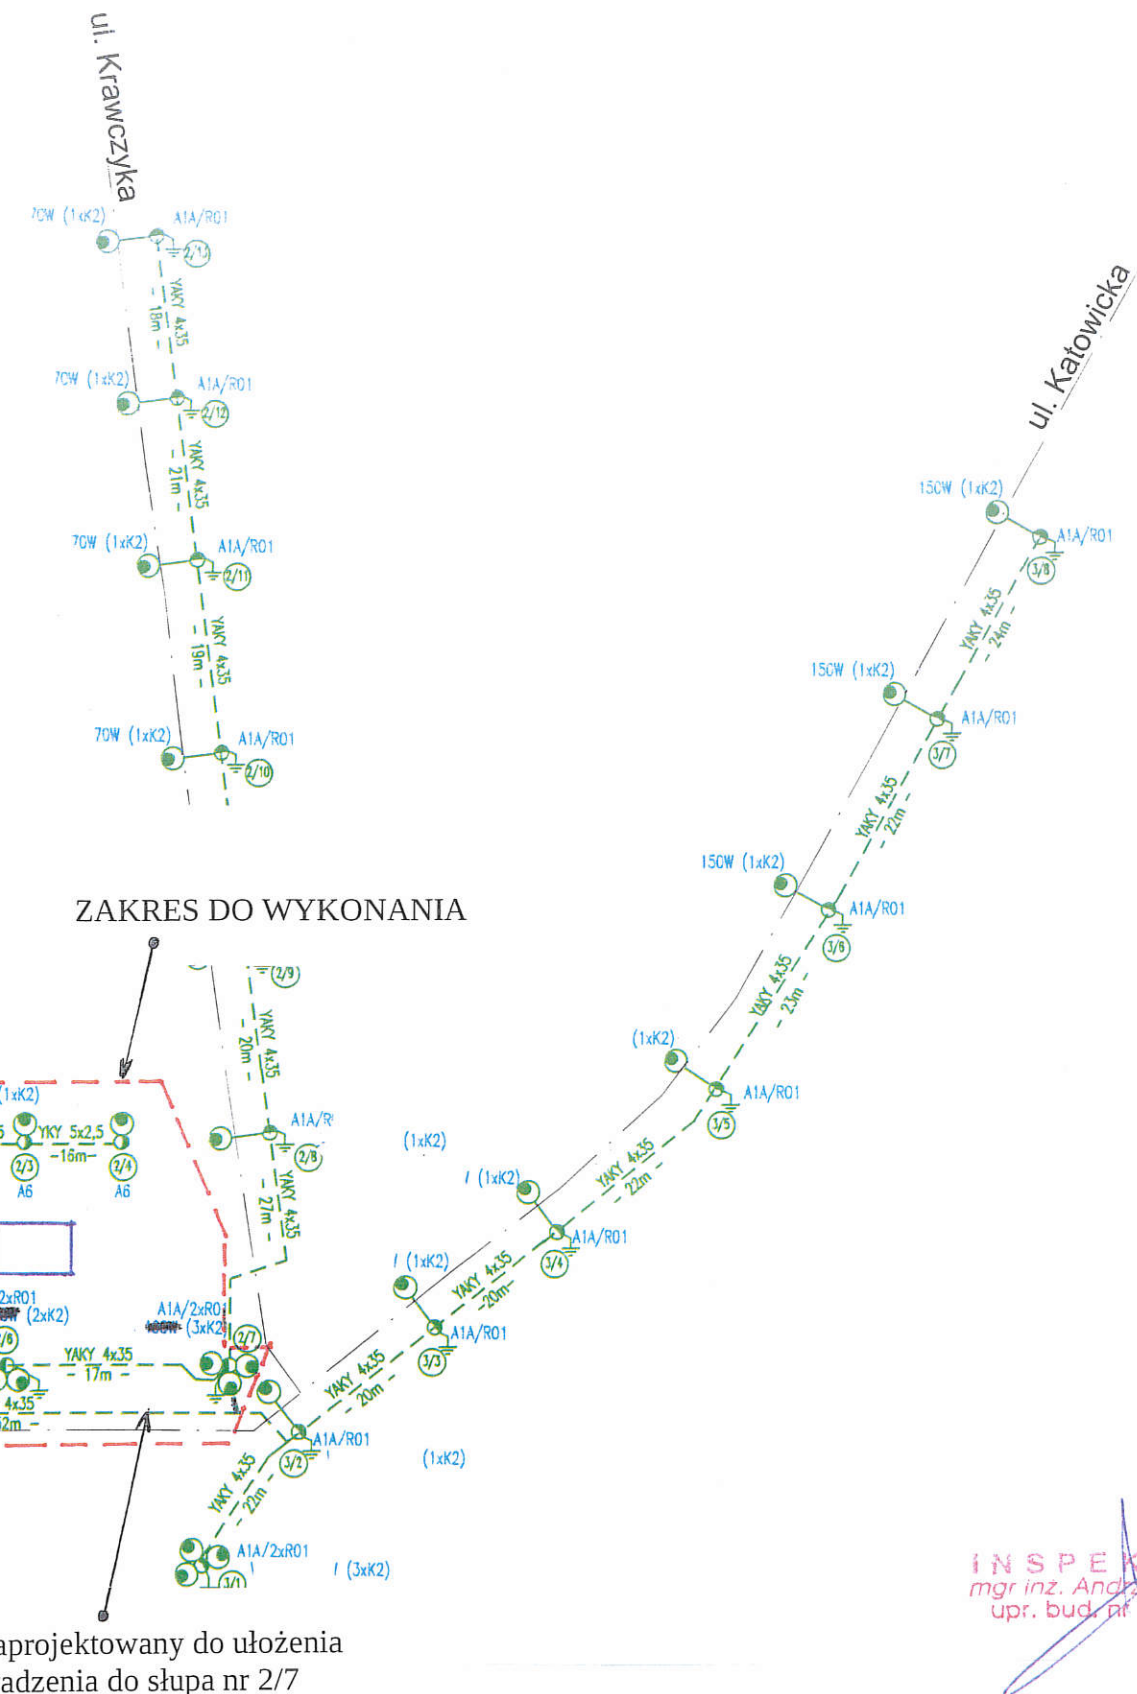 ul. Krawczyka
70W (1xK2)
A1A/R01
2/13
YAKY 4x35
- 18m -
70W (1xK2)
A1A/R01
2/12
YAKY 4x35
- 21m -
70W (1xK2)
A1A/R01
2/11
YAKY 4x35
- 19m -
70W (1xK2)
A1A/R01
2/10
ul. Katowicka
150W (1xK2)
A1A/R01
3/8
YAKY 4x35
- 24m -
150W (1xK2)
A1A/R01
3/7
YAKY 4x35
- 22m -
150W (1xK2)
A1A/R01
3/6
YAKY 4x35
- 23m -
(1xK2)
A1A/R01
3/5
YAKY 4x35
- 22m -
(1xK2)
A1A/R01
3/4
YAKY 4x35
-20m-
(1xK2)
A1A/R01
3/3
YAKY 4x35
- 20m -
A1A/R01
3/2
(1xK2)
YAKY 4x35
- 22m -
A1A/2xR01
(3xK2)
3/1
ZAKRES DO WYKONANIA
2/9
YAKY 4x35
- 20m -
A1A/R
2/8
(1xK2)
YAKY 4x35
- 27m -
(1xK2)
YKY 5x2,5
-16m-
2/3
2/4
A6
A6
2xR01
(2xK2)
2/6
A1A/2xR0
(3xK2)
2/7
YAKY 4x35
- 17m -
4x35
2m -
aprojektowany do ułożenia
adzenia do słupa nr 2/7
INSPEK
mgr inż. Andrz
upr. bud. nr